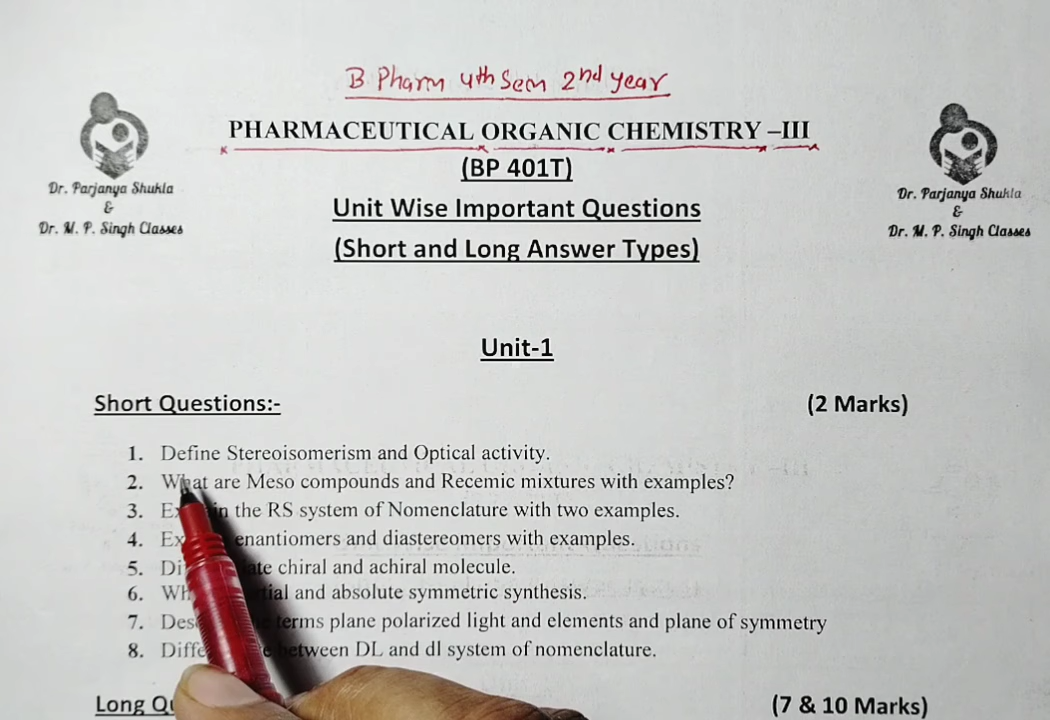 B Pharm 4th Sem 2nd year
PHARMACEUTICAL ORGANIC CHEMISTRY –III
(BP 401T)
Dr. Parjanya Shukla
&
Dr. M. P. Singh Classes
Dr. Parjanya Shukla
&
Dr. M. P. Singh Classes
Unit Wise Important Questions
(Short and Long Answer Types)
Unit-1
Short Questions:- (2 Marks)
1. Define Stereoisomerism and Optical activity.
2. What are Meso compounds and Recemic mixtures with examples?
3. the RS system of Nomenclature with two examples.
4. enantiomers and diastereomers with examples.
5. chiral and achiral molecule.
6. and absolute symmetric synthesis.
7. terms plane polarized light and elements and plane of symmetry
8. between DL and dl system of nomenclature.
Long (7 & 10 Marks)